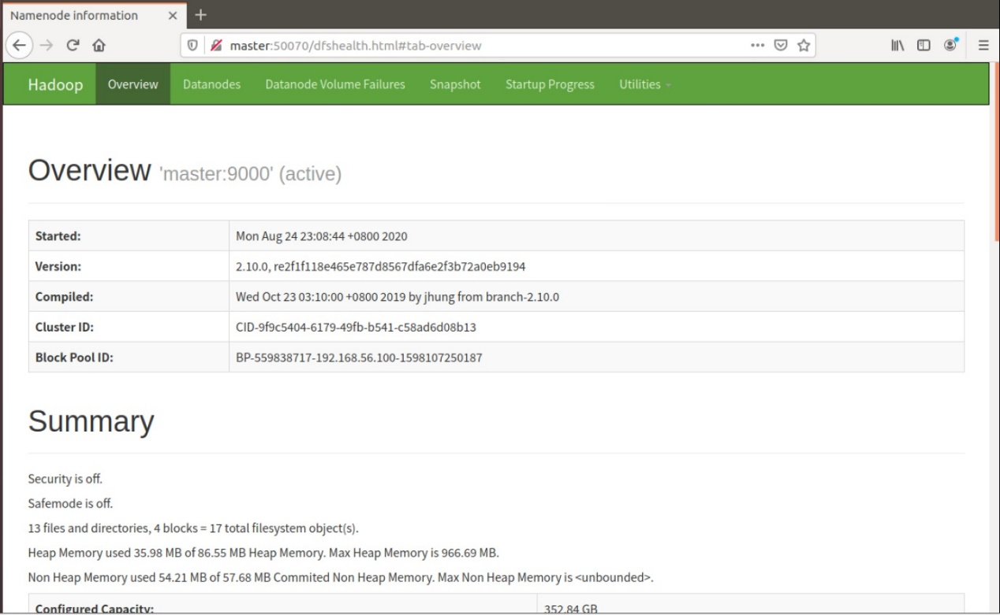 Namenode information
master:50070/dfshealth.html#tab-overview
Hadoop Overview Datanodes Datanode Volume Failures Snapshot Startup Progress Utilities
Overview 'master:9000' (active)
Started: Mon Aug 24 23:08:44 +0800 2020
Version: 2.10.0, re2f1f118e465e787d8567dfa6e2f3b72a0eb9194
Compiled: Wed Oct 23 03:10:00 +0800 2019 by jhung from branch-2.10.0
Cluster ID: CID-9f9c5404-6179-49fb-b541-c58ad6d08b13
Block Pool ID: BP-559838717-192.168.56.100-1598107250187
Summary
Security is off.
Safemode is off.
13 files and directories, 4 blocks = 17 total filesystem object(s).
Heap Memory used 35.98 MB of 86.55 MB Heap Memory. Max Heap Memory is 966.69 MB.
Non Heap Memory used 54.21 MB of 57.68 MB Commited Non Heap Memory. Max Non Heap Memory is <unbounded>.
Configured Capacity: 352.84 GB